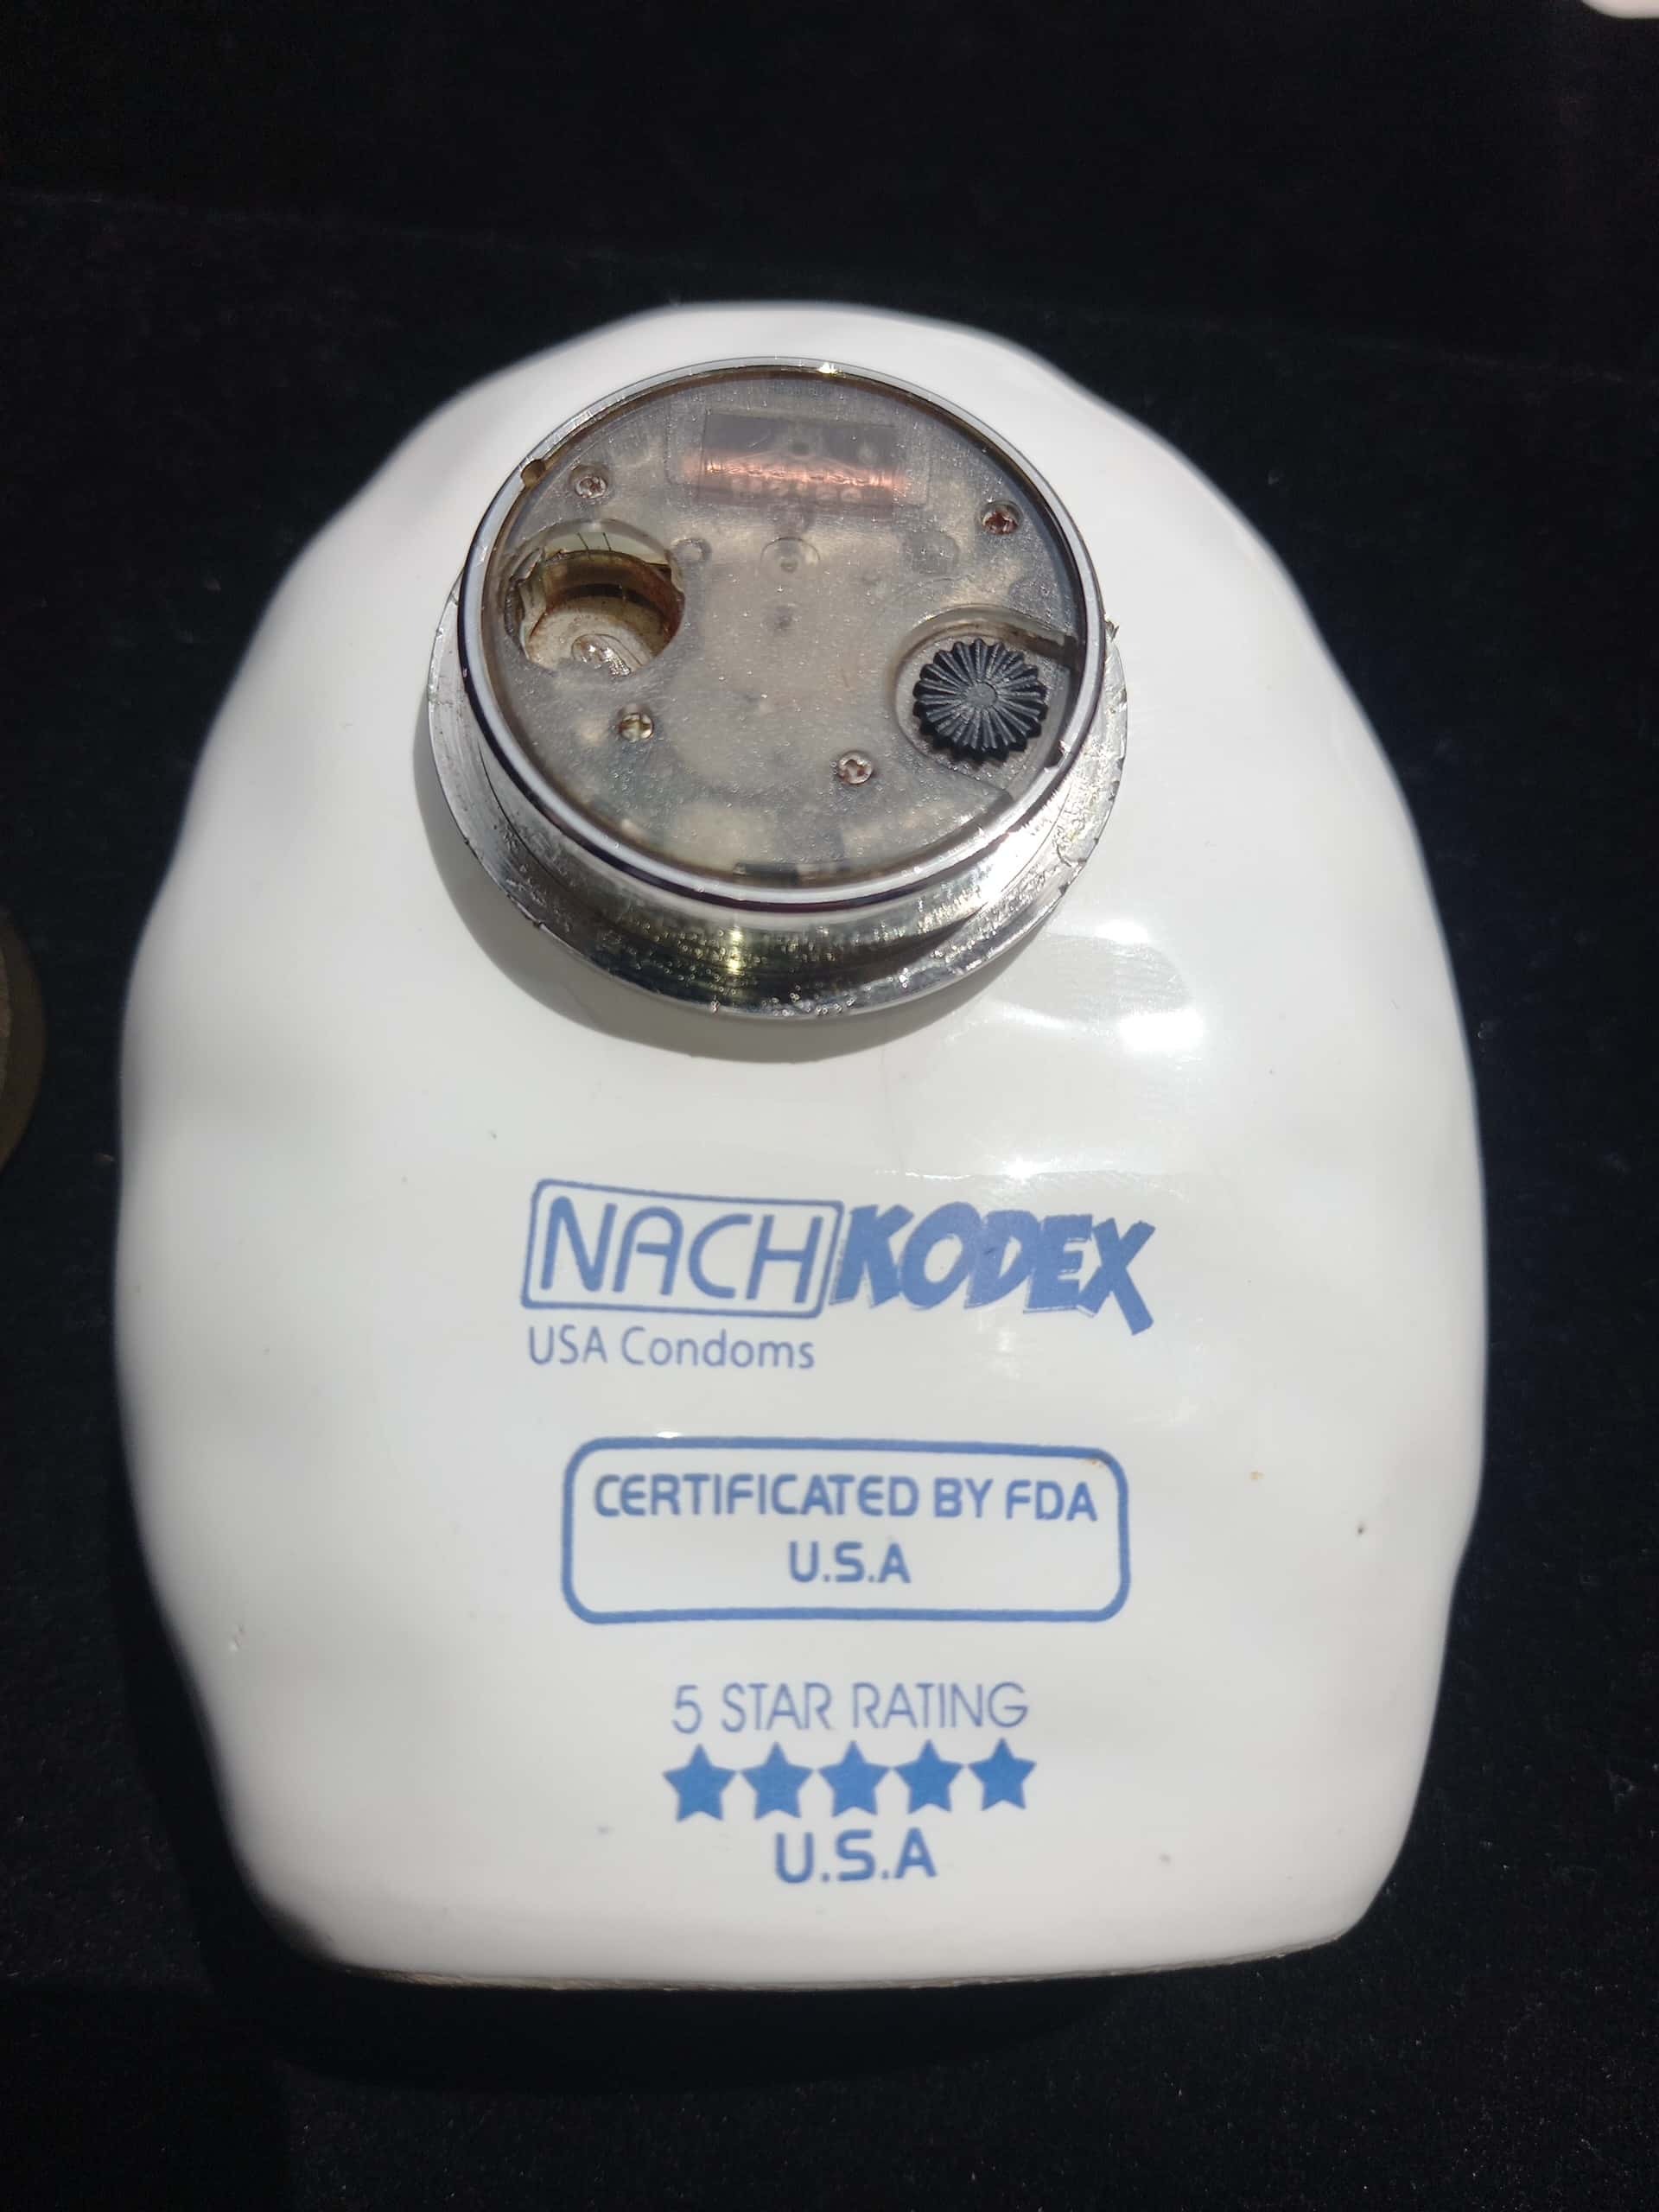 NACH KODEX
USA Condoms
CERTIFICATED BY FDA
U.S.A
5 STAR RATING
U.S.A